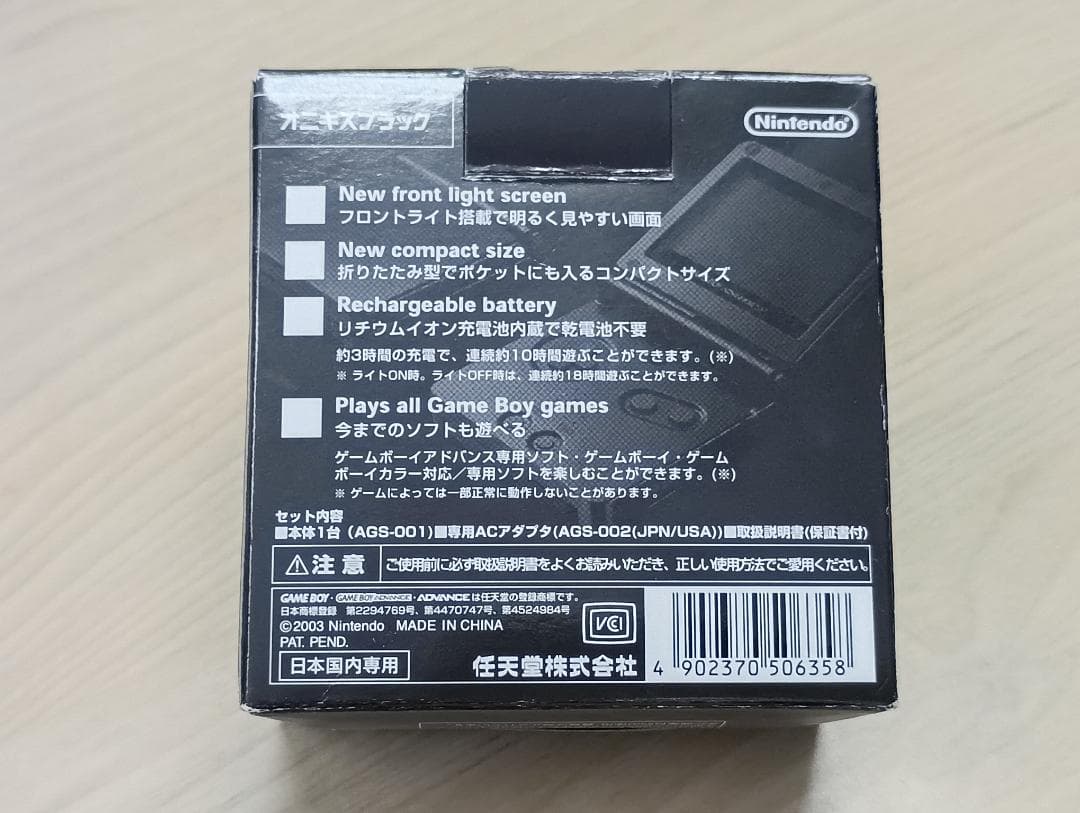 オニキスブラック
Nintendo
New front light screen
フロントライト搭載で明るく見やすい画面
New compact size
折りたたみ型でポケットにも入るコンパクトサイズ
Rechargeable battery
リチウムイオン充電池内蔵で乾電池不要
約3時間の充電で、連続約10時間遊ぶことができます。(※)
※ ライトON時。ライトOFF時は、連続約18時間遊ぶことができます。
Plays all Game Boy games
今までのソフトも遊べる
ゲームボーイアドバンス専用ソフト・ゲームボーイ・ゲーム
ボーイカラー対応/専用ソフトを楽しむことができます。(※)
※ ゲームによっては一部正常に動作しないことがあります。
セット内容
■本体1台 (AGS-001)■専用ACアダプタ(AGS-002(JPN/USA))■取扱説明書(保証書付)
⚠注意 ご使用前に必ず取扱説明書をよくお読みいただき、正しい使用方法でご愛用ください。
GAME BOY・GAME BOY ADVANCE・ADVANCEは任天堂の登録商標です。
日本商標登録 第2294769号、第4470747号、第4524984号
©2003 Nintendo MADE IN CHINA
PAT. PEND.
VCI
日本国内専用
任天堂株式会社
4 902370 506358